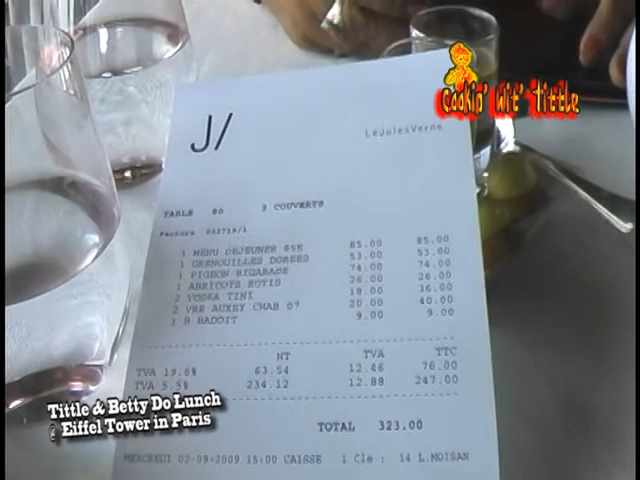 Cookin' Wit' Tittle
J/
LeJulesVerne
TABLE 80 2 COUVERTS
Facture 032719/1
1 MENU DEJEUNER 85E 85.00 85.00
1 GRENOUILLES DOREES 53.00 53.00
1 PIGEON BIGARADE 74.00 74.00
1 ABRICOTS ROTIS 26.00 26.00
2 VODKA TINI 18.00 36.00
2 VRE AUXEY CHAB 07 20.00 40.00
1 B BADOIT 9.00 9.00
HT TVA TTC
TVA 19.6% 63.54 12.46 76.00
TVA 5.5% 234.12 12.88 247.00
TOTAL 323.00
MERCREDI 02-09-2009 15:00 CAISSE 1 Cle : 14 L.MOISAN
Tittle & Betty Do Lunch
@ Eiffel Tower in Paris